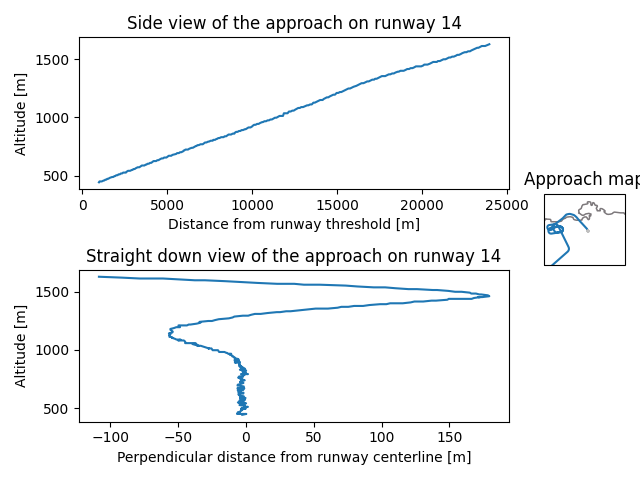 Side view of the approach on runway 14
Altitude [m]
1500
1000
500
0
5000
10000
15000
20000
25000
Distance from runway threshold [m]
Approach map
Straight down view of the approach on runway 14
Altitude [m]
1500
1000
500
−100
−50
0
50
100
150
Perpendicular distance from runway centerline [m]